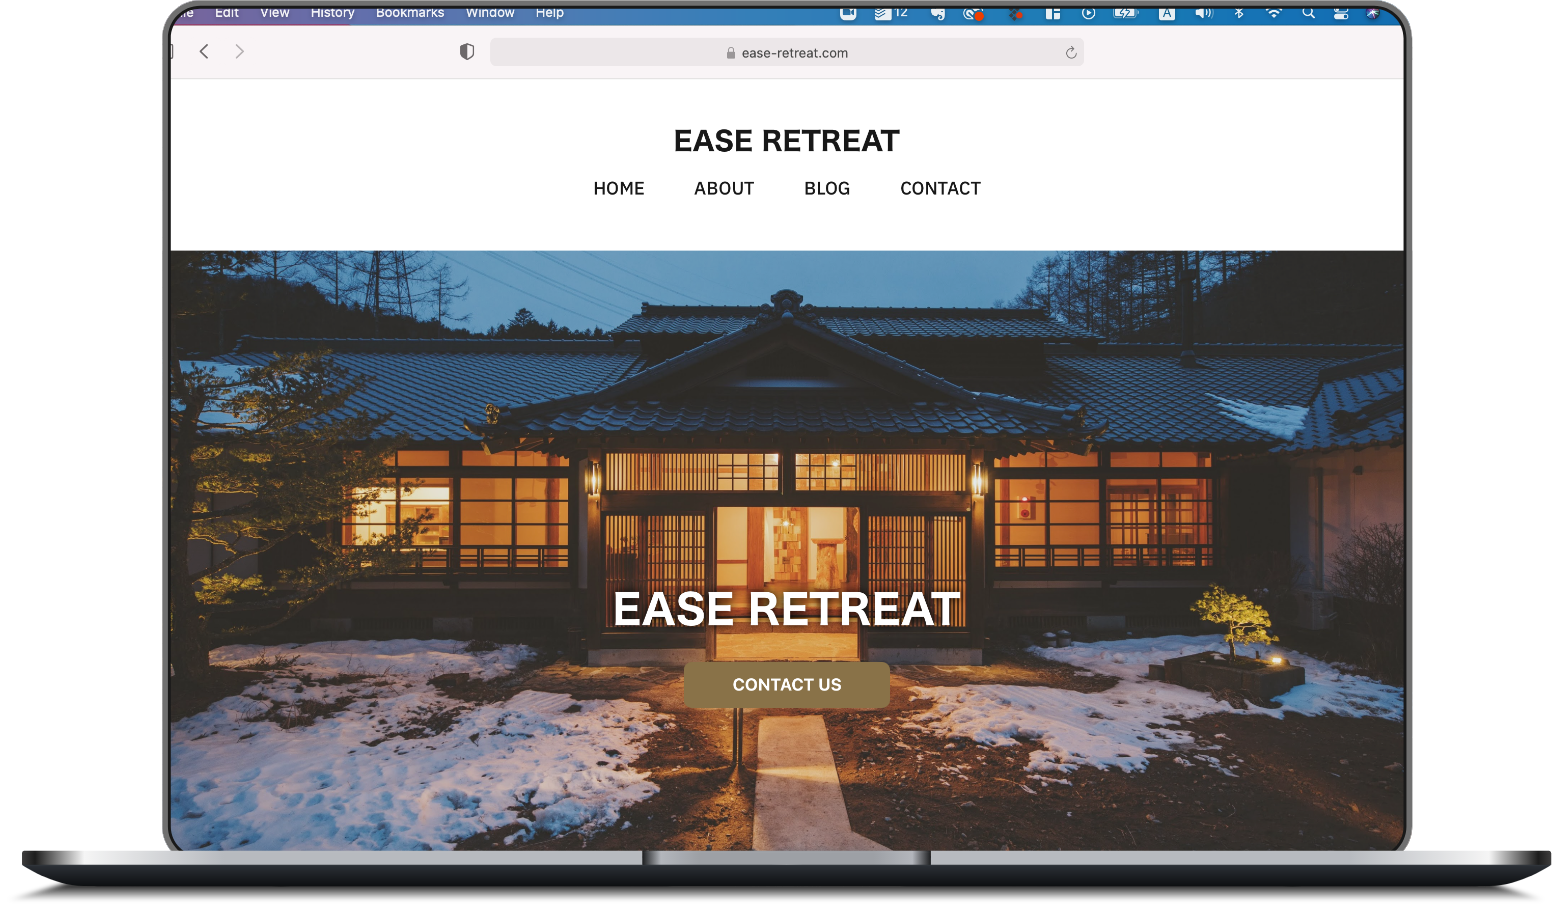 Edit View History Bookmarks Window Help 12 A
ease-retreat.com
EASE RETREAT
HOME ABOUT BLOG CONTACT
EASE RETREAT
CONTACT US